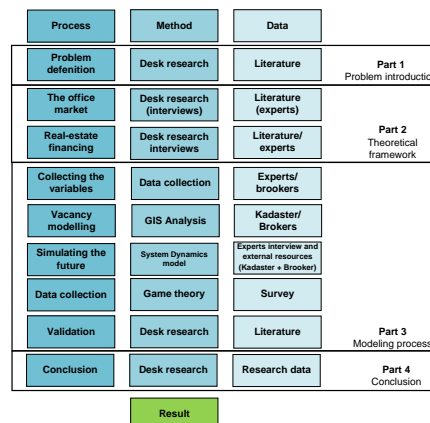 Process Method Data
Problem defenition Desk research Literature Part 1
Problem introductio
The office market Desk research (interviews) Literature (experts)
Part 2
Theoretical framework
Real-estate financing Desk research interviews Literature/ experts
Collecting the variables Data collection Experts/ brookers
Vacancy modelling GIS Analysis Kadaster/ Brokers
Simulating the future System Dynamics model Experts interview and external resources (Kadaster + Brooker)
Data collection Game theory Survey
Validation Desk research Literature Part 3
Modeling process
Conclusion Desk research Research data Part 4
Conclusion
Result